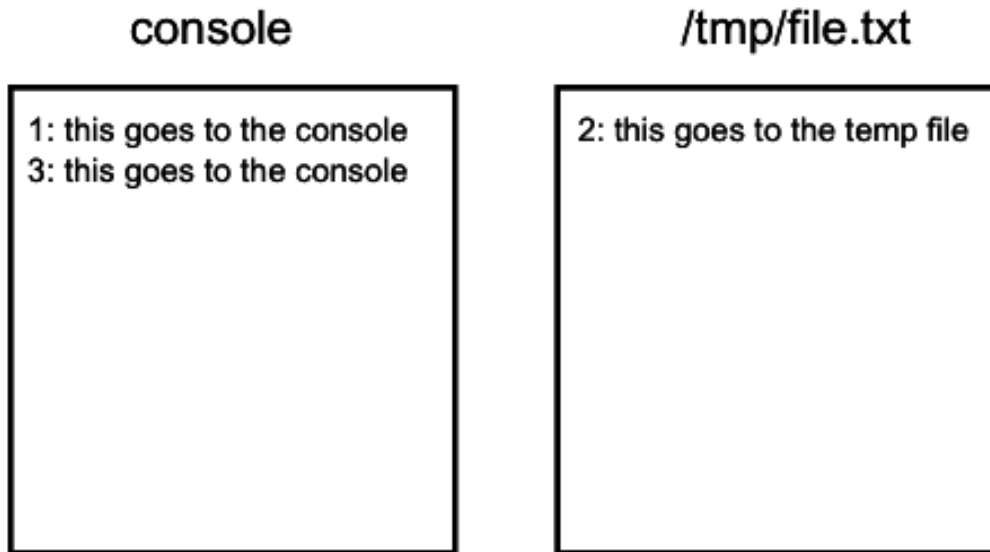 console
1: this goes to the console
3: this goes to the console
/tmp/file.txt
2: this goes to the temp file